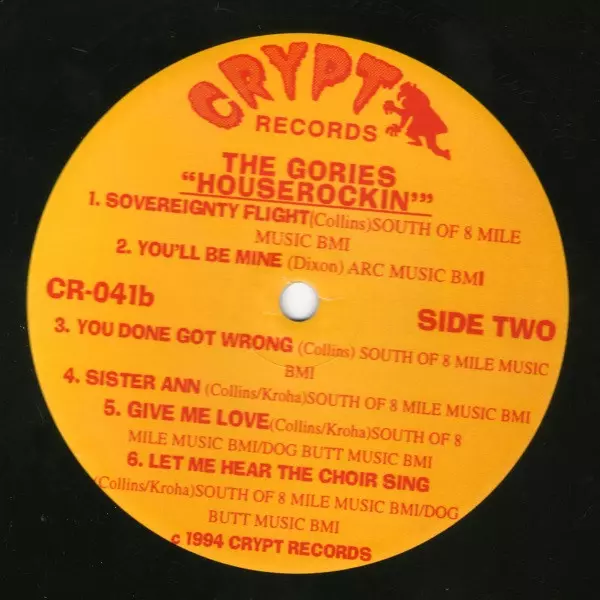 CRYPT
RECORDS
THE GORIES
"HOUSEROCKIN'"
1. SOVEREIGNTY FLIGHT(Collins)SOUTH OF 8 MILE
MUSIC BMI
2. YOU'LL BE MINE (Dixon) ARC MUSIC BMI
CR-041b
SIDE TWO
3. YOU DONE GOT WRONG (Collins) SOUTH OF 8 MILE MUSIC
BMI
4. SISTER ANN (Collins/Kroha)SOUTH OF 8 MILE MUSIC BMI
5. GIVE ME LOVE(Collins/Kroha)SOUTH OF 8
MILE MUSIC BMI/DOG BUTT MUSIC BMI
6. LET ME HEAR THE CHOIR SING
(Collins/Kroha)SOUTH OF 8 MILE MUSIC BMI/DOG
BUTT MUSIC BMI
c 1994 CRYPT RECORDS